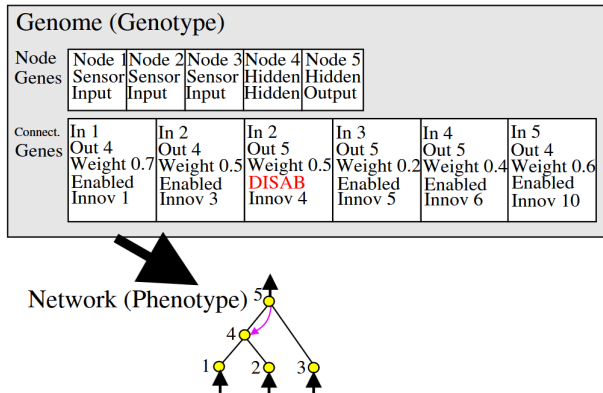 Genome (Genotype)
Node Genes
Node 1 Sensor Input
Node 2 Sensor Input
Node 3 Sensor Input
Node 4 Hidden Hidden
Node 5 Hidden Output
Connect. Genes
In 1
Out 4
Weight 0.7
Enabled
Innov 1
In 2
Out 4
Weight 0.5
Enabled
Innov 3
In 2
Out 5
Weight 0.5
DISAB
Innov 4
In 3
Out 5
Weight 0.2
Enabled
Innov 5
In 4
Out 5
Weight 0.4
Enabled
Innov 6
In 5
Out 4
Weight 0.6
Enabled
Innov 10
Network (Phenotype)
5
4
1
2
3